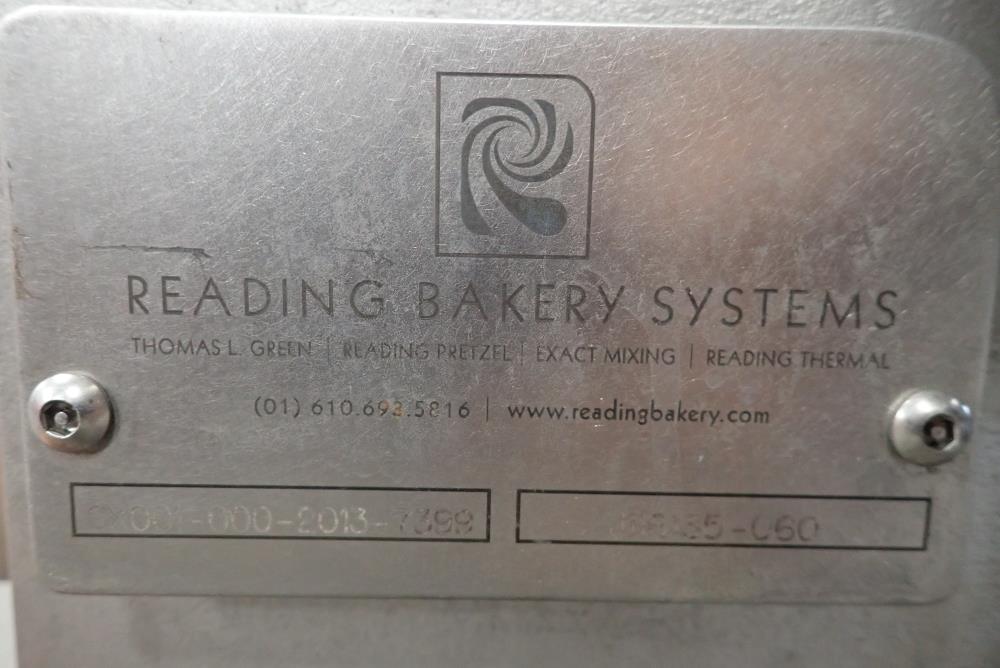 READING BAKERY SYSTEMS
THOMAS L. GREEN | READING PRETZEL | EXACT MIXING | READING THERMAL
(01) 610.693.5816 | www.readingbakery.com